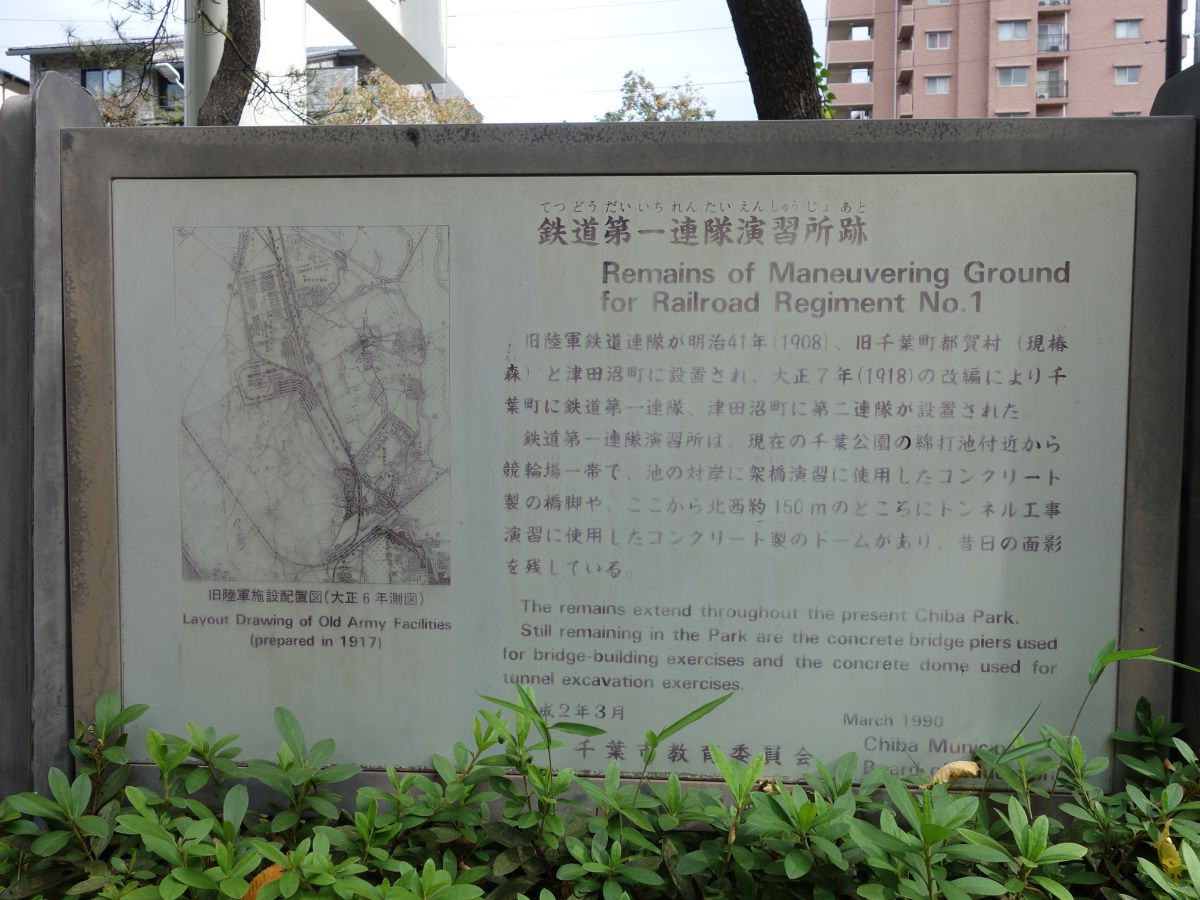 てつどうだいいちれんたいえんしゅうじょあと
鉄道第一連隊演習所跡
Remains of Maneuvering Ground
for Railroad Regiment No.1
旧陸軍鉄道連隊が明治41年(1908)、旧千葉町都賀村(現椿
森)と津田沼町に設置され、大正7年(1918)の改編により千
葉町に鉄道第一連隊、津田沼町に第二連隊が設置された。
鉄道第一連隊演習所は、現在の千葉公園の綿打池付近から
競輪場一帯で、池の対岸に架橋演習に使用したコンクリート
製の橋脚や、ここから北西約150mのところにトンネル工事
演習に使用したコンクリート製のドームがあり、昔日の面影
を残している。
The remains extend throughout the present Chiba Park.
Still remaining in the Park are the concrete bridge piers used
for bridge-building exercises and the concrete dome used for
tunnel excavation exercises.
成2年3月
March 1990
千葉市教育委員会
Chiba Municip
Board of Education
旧陸軍施設配置図(大正6年測図)
Layout Drawing of Old Army Facilities
(prepared in 1917)